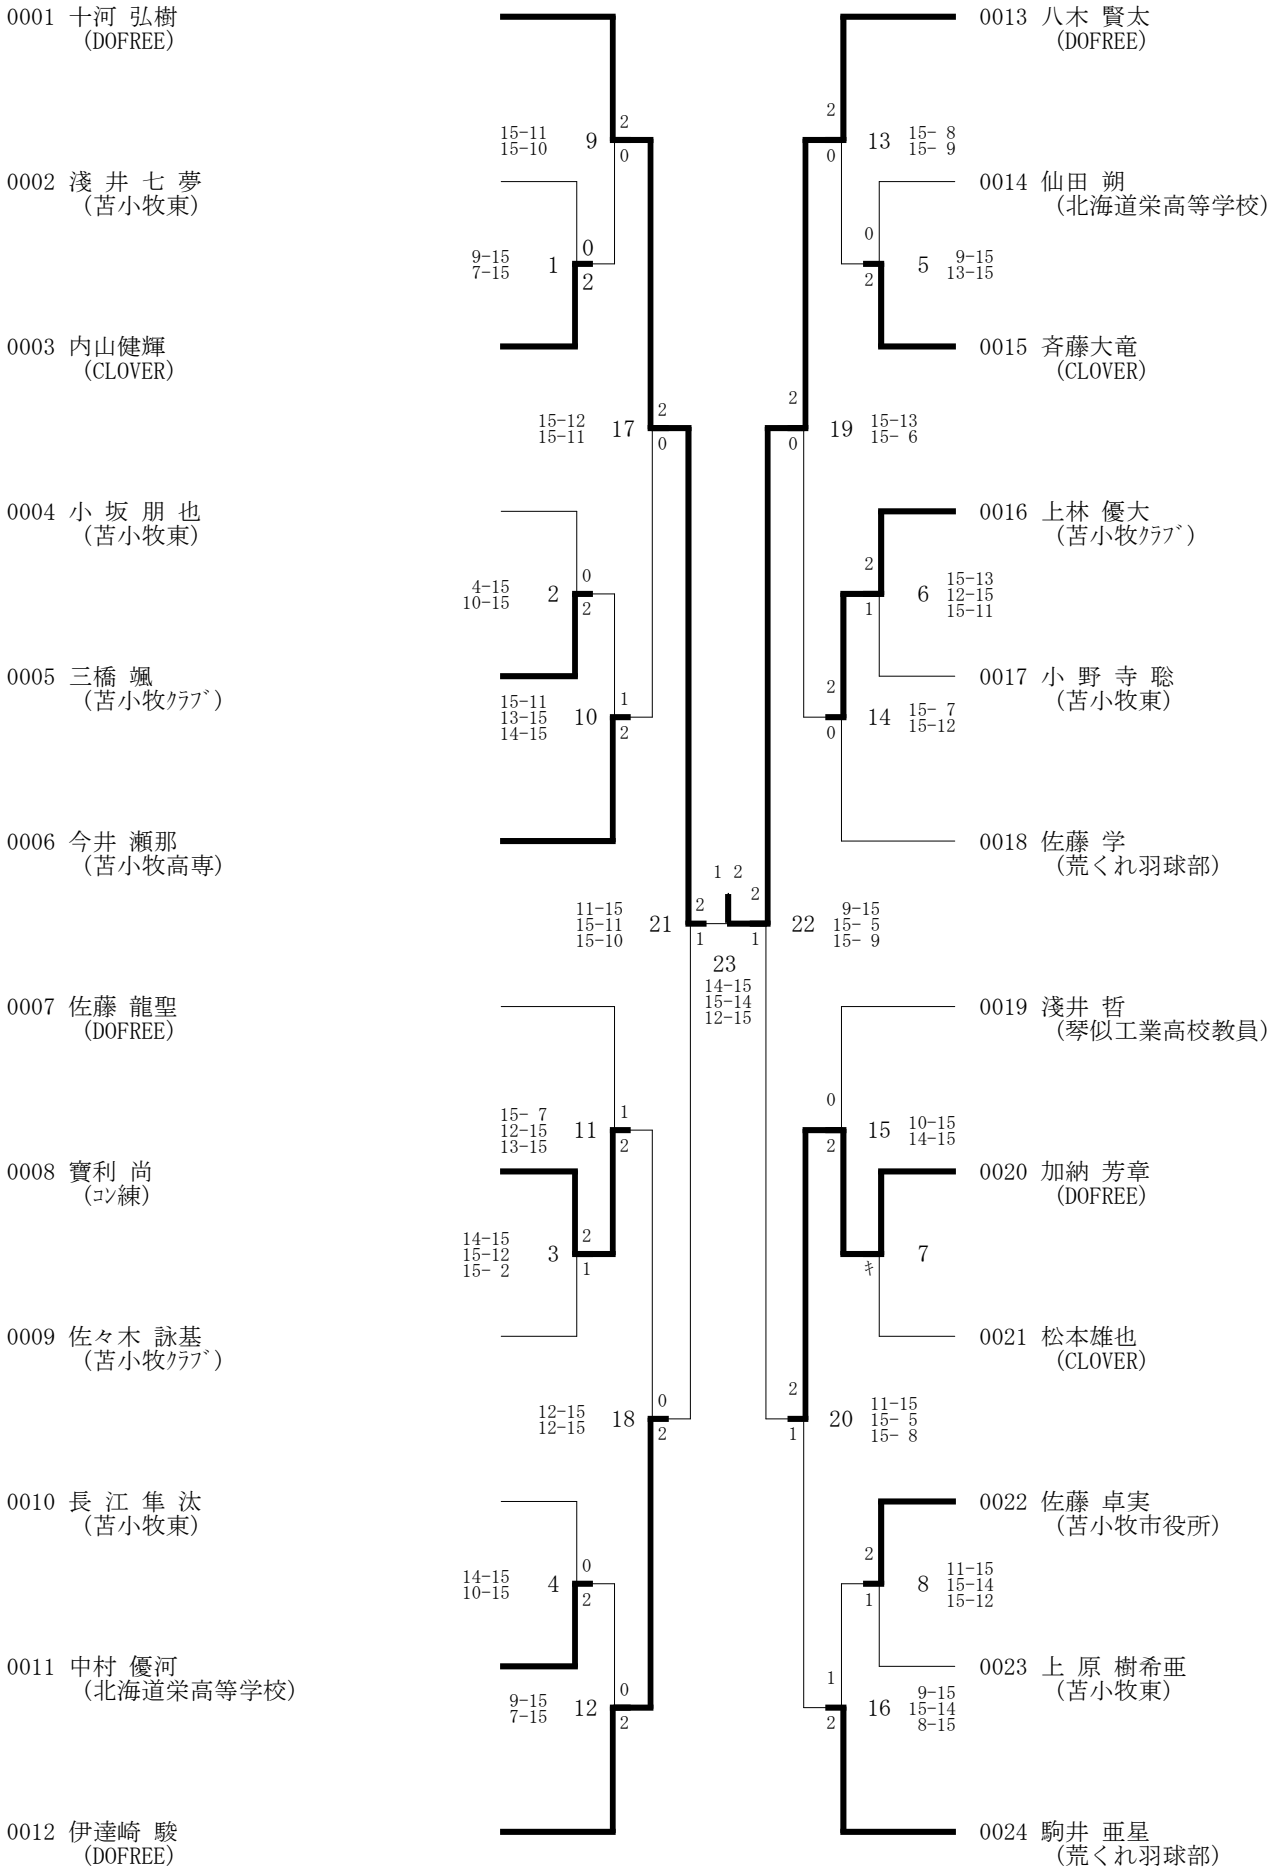 0001 十河 弘樹
(DOFREE)
15-11
15-10
9
2
0
0002 淺 井 七 夢
(苫小牧東)
9-15
7-15
1
0
2
0003 内山健輝
(CLOVER)
15-12
15-11
17
2
0
0004 小 坂 朋 也
(苫小牧東)
4-15
10-15
2
0
2
0005 三橋 颯
(苫小牧ｸﾗﾌﾞ)
15-11
13-15
14-15
10
1
2
0006 今井 瀬那
(苫小牧高専)
11-15
15-11
15-10
21
2
1
0007 佐藤 龍聖
(DOFREE)
15- 7
12-15
13-15
11
1
2
0008 寶利 尚
(ｺﾝ練)
14-15
15-12
15- 2
3
2
1
0009 佐々木 詠基
(苫小牧ｸﾗﾌﾞ)
12-15
12-15
18
0
2
0010 長 江 隼 汰
(苫小牧東)
14-15
10-15
4
0
2
0011 中村 優河
(北海道栄高等学校)
9-15
7-15
12
0
2
0012 伊達崎 駿
(DOFREE)
1 2
23
14-15
15-14
12-15
0013 八木 賢太
(DOFREE)
2
0
13
15- 8
15- 9
0014 仙田 朔
(北海道栄高等学校)
0
2
5
9-15
13-15
0015 斉藤大竜
(CLOVER)
2
0
19
15-13
15- 6
0016 上林 優大
(苫小牧ｸﾗﾌﾞ)
2
1
6
15-13
12-15
15-11
0017 小 野 寺 聡
(苫小牧東)
2
0
14
15- 7
15-12
0018 佐藤 学
(荒くれ羽球部)
2
1
22
9-15
15- 5
15- 9
0019 淺井 哲
(琴似工業高校教員)
0
2
15
10-15
14-15
0020 加納 芳章
(DOFREE)
ｷ
7
0021 松本雄也
(CLOVER)
2
1
20
11-15
15- 5
15- 8
0022 佐藤 卓実
(苫小牧市役所)
2
1
8
11-15
15-14
15-12
0023 上 原 樹希亜
(苫小牧東)
1
2
16
9-15
15-14
8-15
0024 駒井 亜星
(荒くれ羽球部)